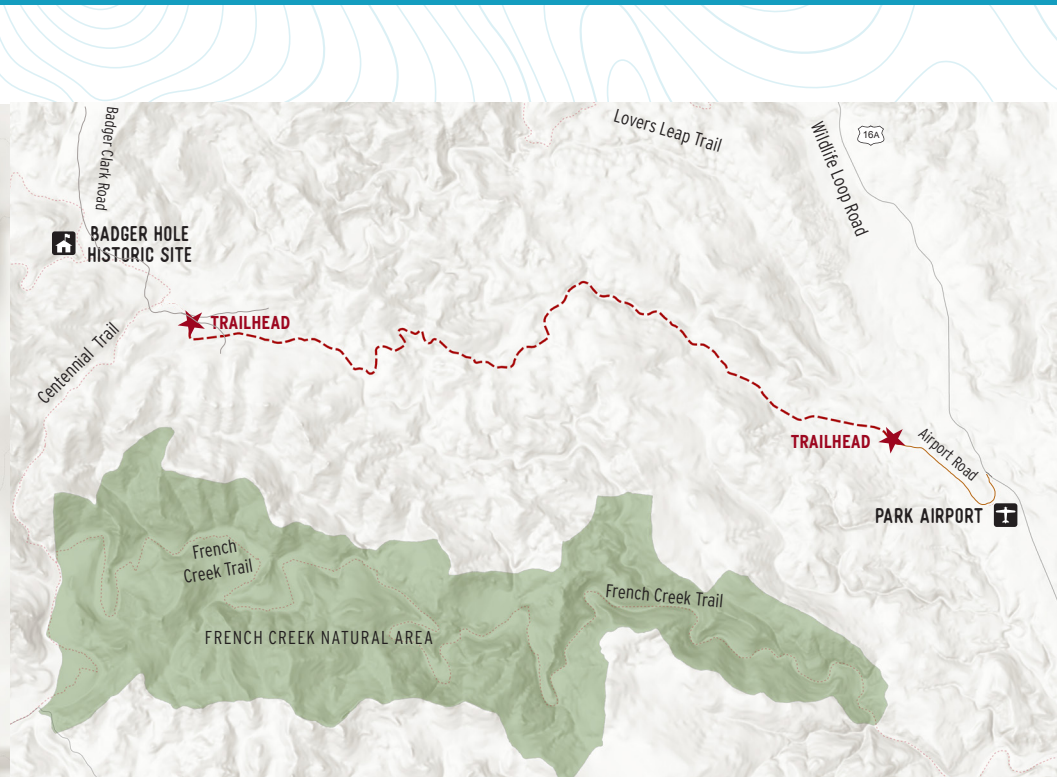 Badger Clark Road
Lovers Leap Trail
Wildlife Loop Road
16A
BADGER HOLE
HISTORIC SITE
TRAILHEAD
Centennial Trail
TRAILHEAD
Airport Road
PARK AIRPORT
French
Creek Trail
French Creek Trail
FRENCH CREEK NATURAL AREA